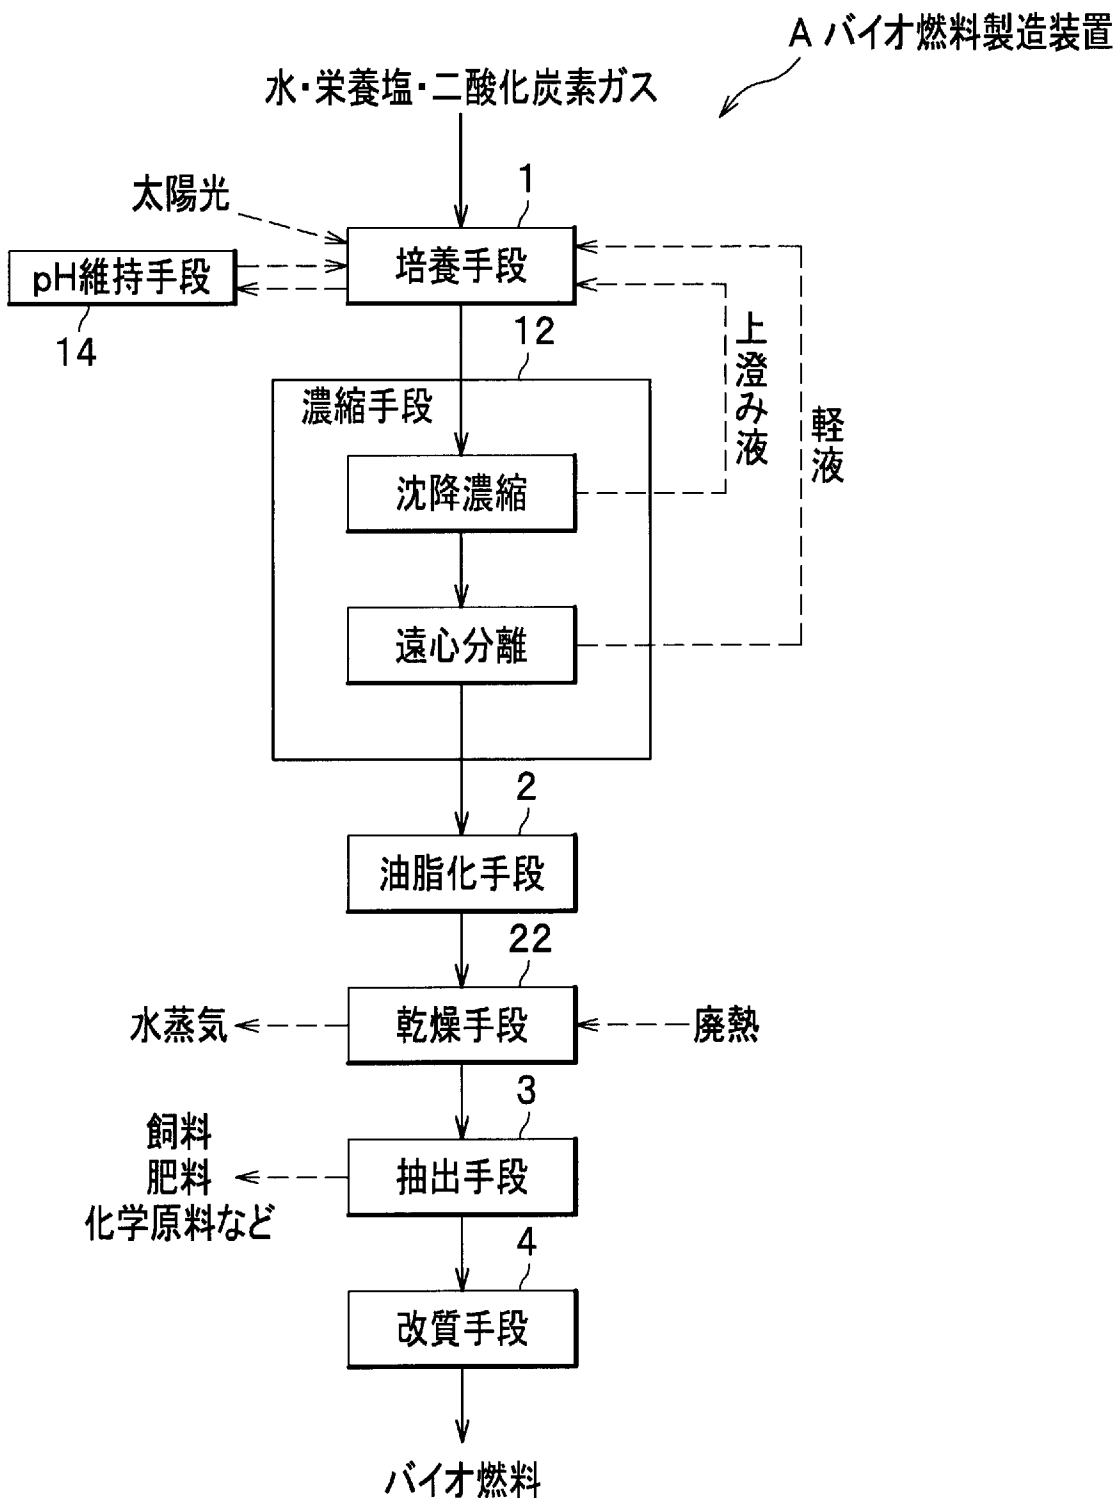 A バイオ燃料製造装置
水・栄養塩・二酸化炭素ガス
太陽光
1
培養手段
pH維持手段
14
12
濃縮手段
上澄み液
軽液
沈降濃縮
遠心分離
2
油脂化手段
22
水蒸気
乾燥手段
廃熱
3
飼料
肥料
化学原料など
抽出手段
4
改質手段
バイオ燃料